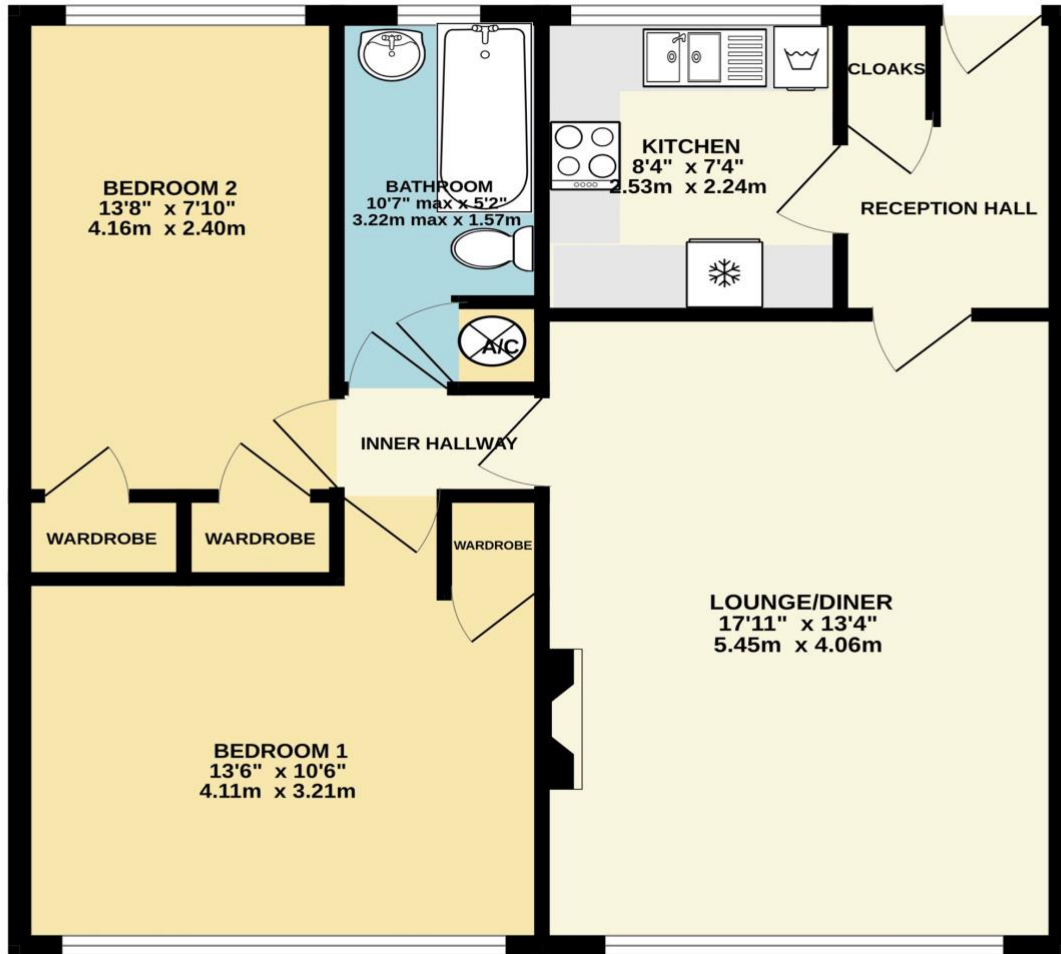 BEDROOM 2
13'8" x 7'10"
4.16m x 2.40m
BATHROOM
10'7" max x 5'2"
3.22m max x 1.57m
KITCHEN
8'4" x 7'4"
2.53m x 2.24m
CLOAKS
RECEPTION HALL
A/C
INNER HALLWAY
WARDROBE
WARDROBE
WARDROBE
LOUNGE/DINER
17'11" x 13'4"
5.45m x 4.06m
BEDROOM 1
13'6" x 10'6"
4.11m x 3.21m